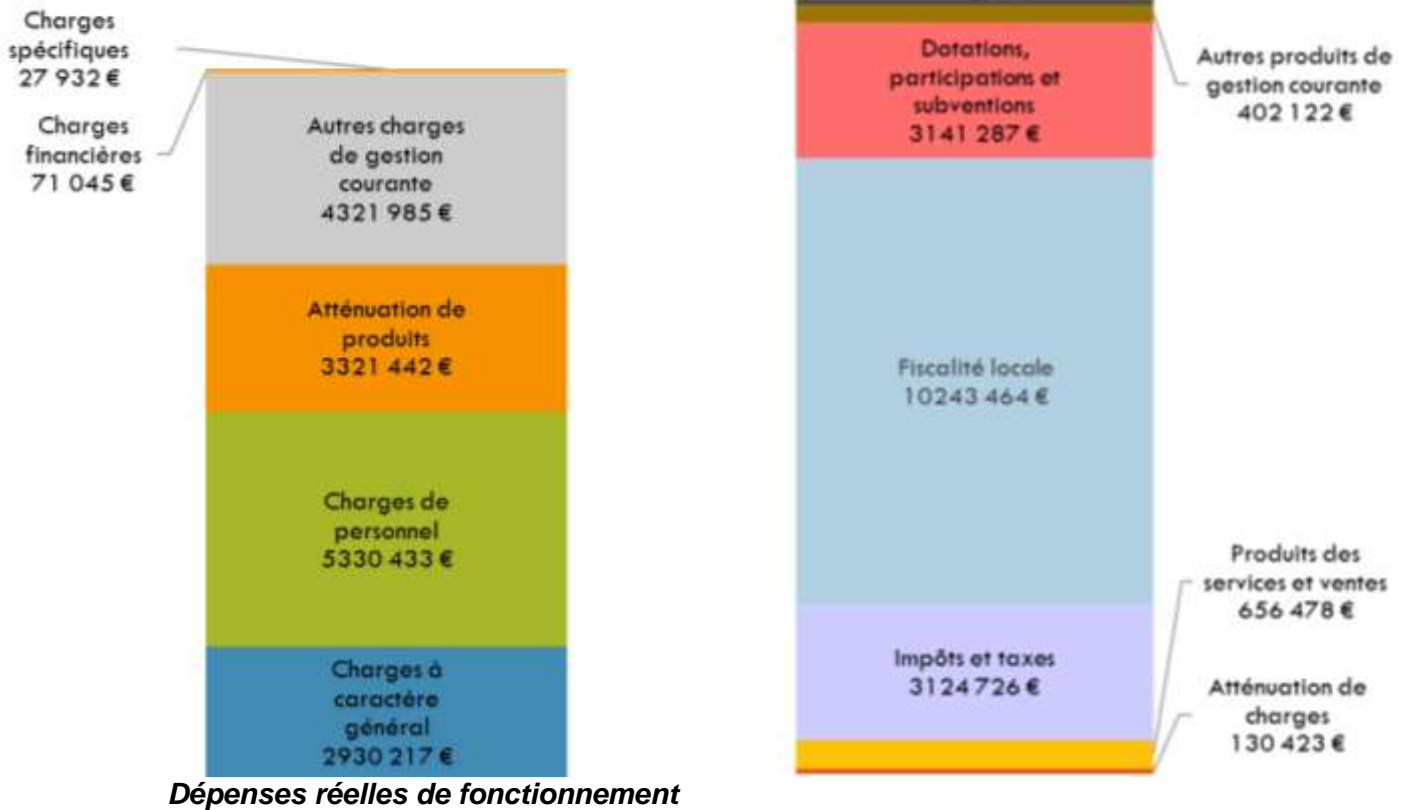 Charges
spécifiques
27 932 €
Charges
financières
71 045 €
Autres charges
de gestion
courante
4321 985 €
Atténuation de
produits
3321 442 €
Charges de
personnel
5330 433 €
Charges à
caractère
général
2930 217 €
Dotations,
participations et
subventions
3141 287 €
Autres produits de
gestion courante
402 122 €
Fiscalité locale
10243 464 €
Impôts et taxes
3124 726 €
Produits des
services et ventes
656 478 €
Atténuation de
charges
130 423 €
Dépenses réelles de fonctionnement